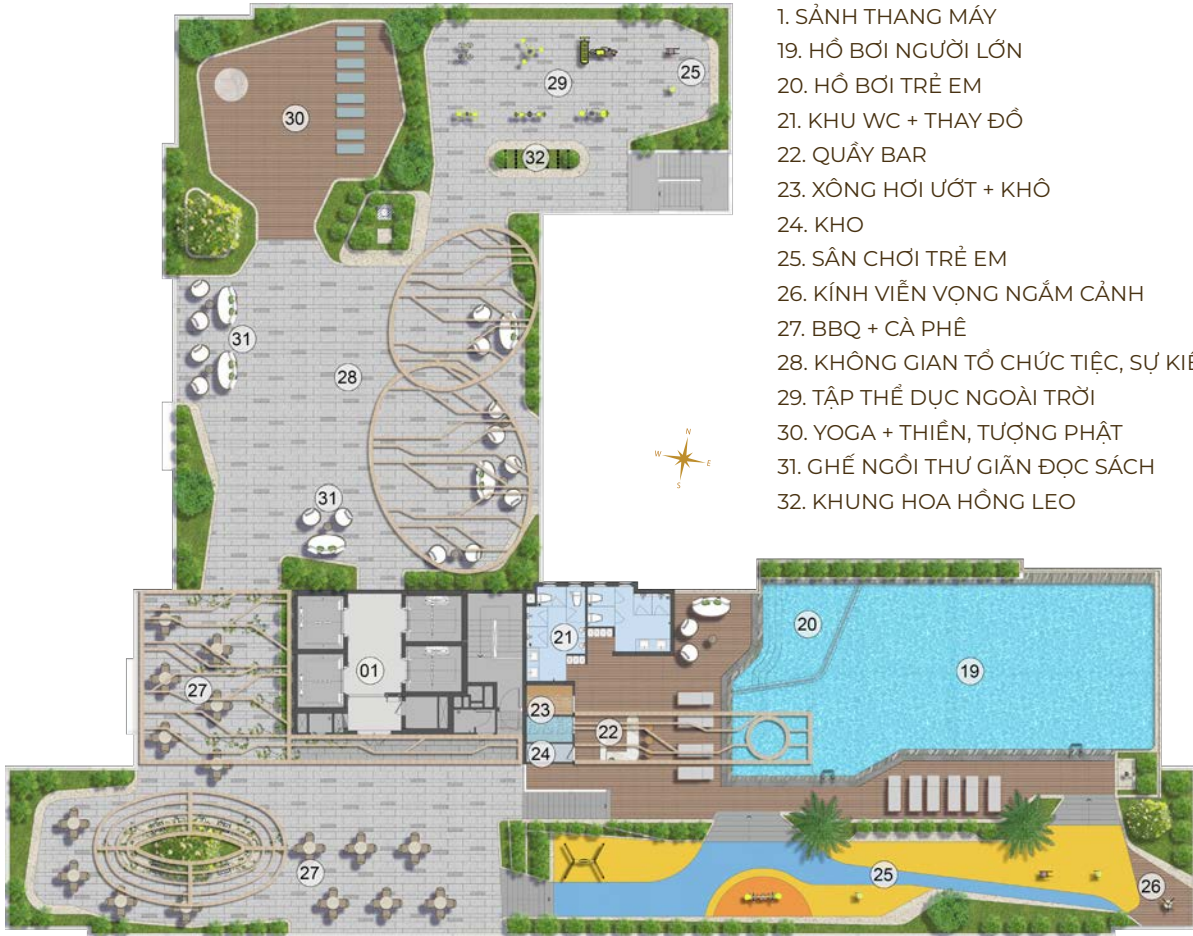 1. SẢNH THANG MÁY
19. HỒ BƠI NGƯỜI LỚN
20. HỒ BƠI TRẺ EM
21. KHU WC + THAY ĐỒ
22. QUẦY BAR
23. XÔNG HƠI ƯỚT + KHÔ
24. KHO
25. SÂN CHƠI TRẺ EM
26. KÍNH VIỄN VỌNG NGẮM CẢNH
27. BBQ + CÀ PHÊ
28. KHÔNG GIAN TỔ CHỨC TIỆC, SỰ
29. TẬP THỂ DỤC NGOÀI TRỜI
30. YOGA + THIỀN, TƯỢNG PHẬT
31. GHẾ NGỒI THƯ GIÃN ĐỌC SÁCH
32. KHUNG HOA HỒNG LEO
25
29
30
32
31
28
N
W
E
S
31
20
21
01
19
27
23
22
24
27
25
26